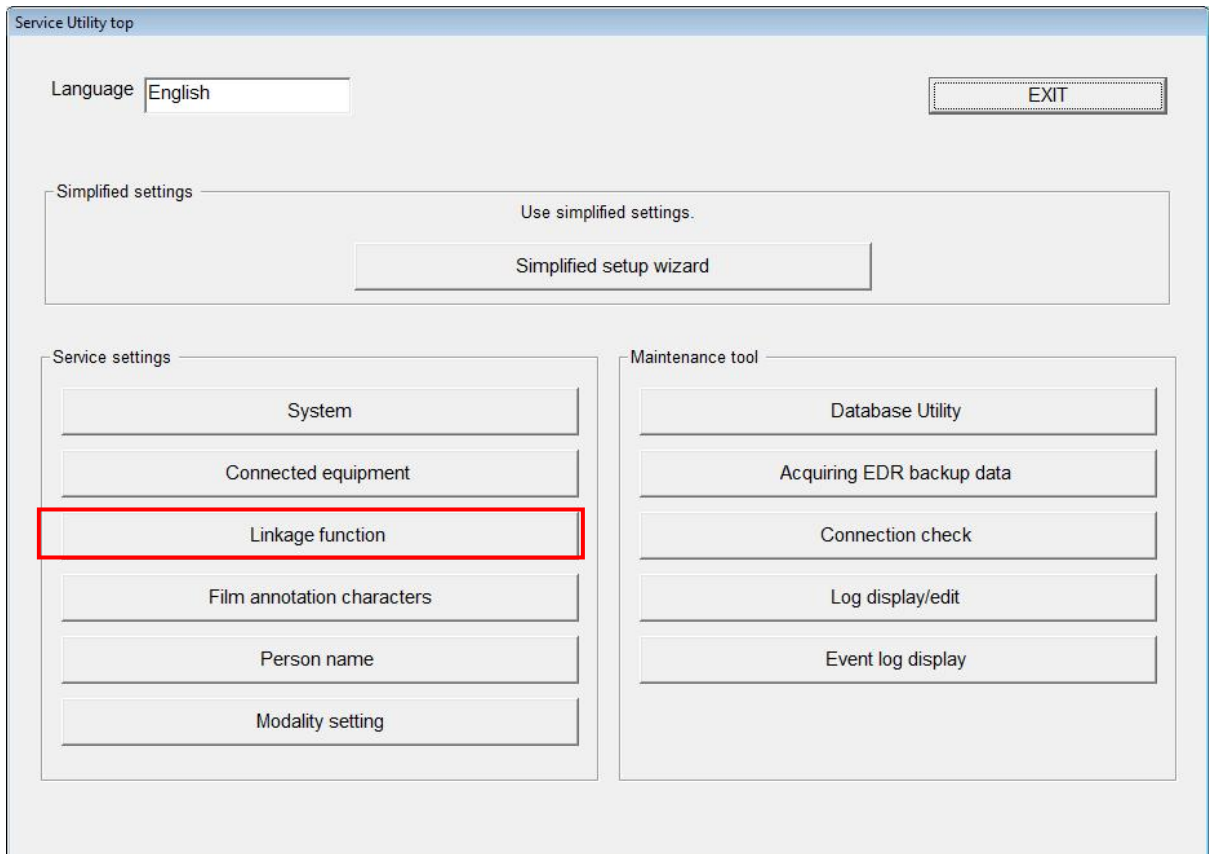 Service Utility top
Language English
EXIT
Simplified settings
Use simplified settings.
Simplified setup wizard
Service settings
System
Connected equipment
Linkage function
Film annotation characters
Person name
Modality setting
Maintenance tool
Database Utility
Acquiring EDR backup data
Connection check
Log display/edit
Event log display